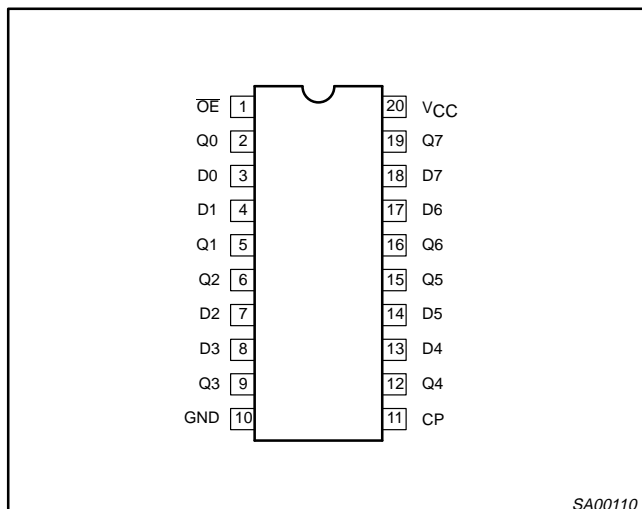 O̅E̅ 1 20 VCC
Q0 2 19 Q7
D0 3 18 D7
D1 4 17 D6
Q1 5 16 Q6
Q2 6 15 Q5
D2 7 14 D5
D3 8 13 D4
Q3 9 12 Q4
GND 10 11 CP
SA00110